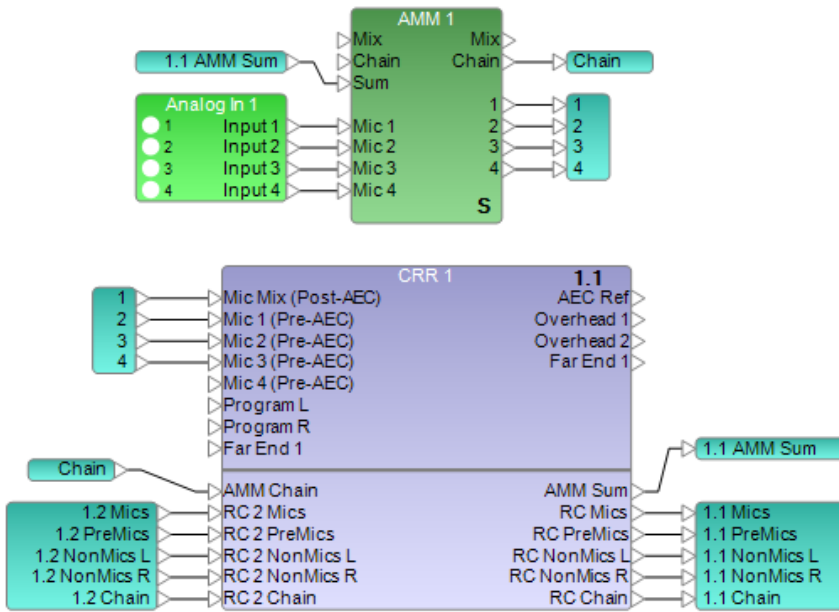 AMM 1
Mix Mix
1.1 AMM Sum Chain Chain Chain
Sum
Analog In 1 1 1
1 Input 1 Mic 1 2 2
2 Input 2 Mic 2 3 3
3 Input 3 Mic 3 4 4
4 Input 4 Mic 4
S
CRR 1 1.1
1 Mic Mix (Post-AEC) AEC Ref
2 Mic 1 (Pre-AEC) Overhead 1
3 Mic 2 (Pre-AEC) Overhead 2
4 Mic 3 (Pre-AEC) Far End 1
Mic 4 (Pre-AEC)
Program L
Program R
Far End 1 1.1 AMM Sum
Chain
AMM Chain AMM Sum
1.2 Mics RC 2 Mics RC Mics 1.1 Mics
1.2 PreMics RC 2 PreMics RC PreMics 1.1 PreMics
1.2 NonMics L RC 2 NonMics L RC NonMics L 1.1 NonMics L
1.2 NonMics R RC 2 NonMics R RC NonMics R 1.1 NonMics R
1.2 Chain RC 2 Chain RC Chain 1.1 Chain